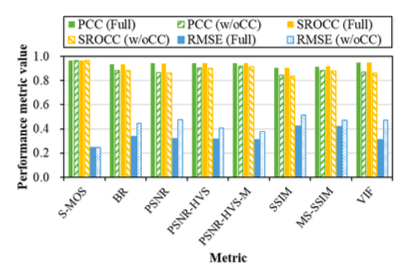 PCC (Full) PCC (w/oCC) SROCC (Full)
SROCC (w/oCC) RMSE (Full) RMSE (w/oCC)
Performance metric value
1.0
0.8
0.6
0.4
0.2
0.0
S-MOS BR PSNR PSNR-HVS PSNR-HVS-M SSIM MS-SSIM VIF
Metric